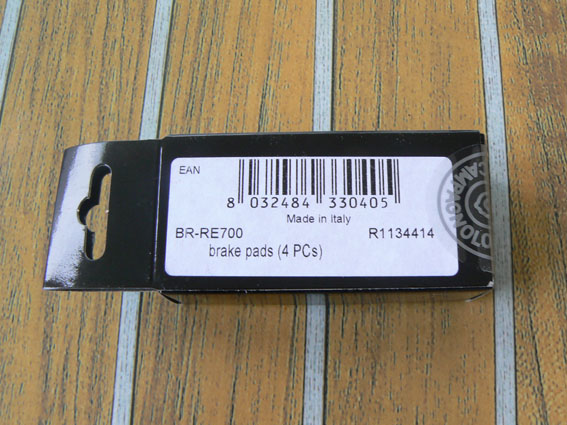 EAN
8 032484 330405
Made in Italy
BR-RE700 R1134414
brake pads (4 PCs)